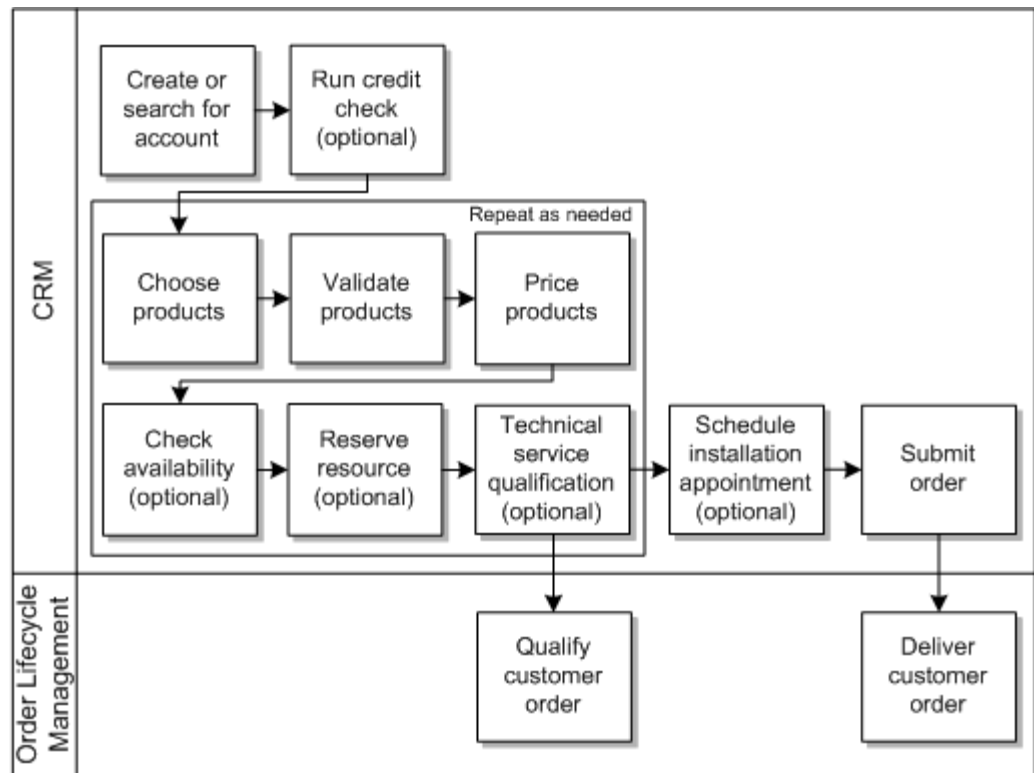 CRM
Create or
search for
account
Run credit
check
(optional)
Repeat as needed
Choose
products
Validate
products
Price
products
Check
availability
(optional)
Reserve
resource
(optional)
Technical
service
qualification
(optional)
Schedule
installation
appointment
(optional)
Submit
order
Order Lifecycle
Management
Qualify
customer
order
Deliver
customer
order